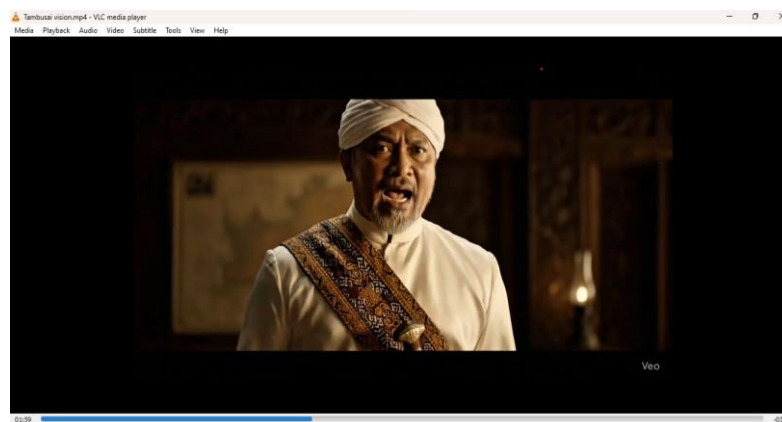 Tambusai vision.mp4 - VLC media player
Media Playback Audio Video Subtitle Tools View Help
Veo
01:59